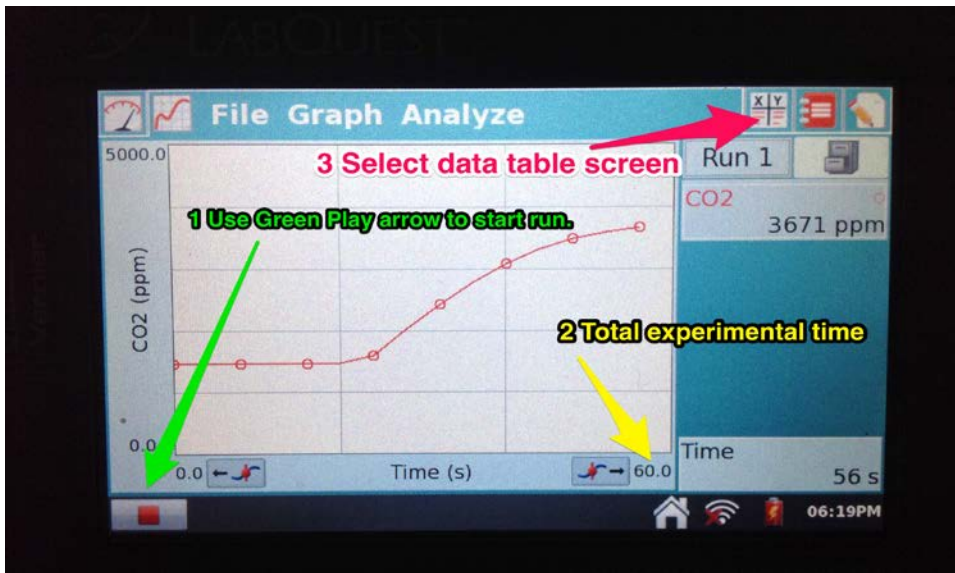 LABQUEST
File Graph Analyze
X Y
5000.0
3 Select data table screen
Run 1
CO2
3671 ppm
1 Use Green Play arrow to start run.
CO2 (ppm)
2 Total experimental time
0.0
0.0
Time (s)
60.0
Time
56 s
06:19PM